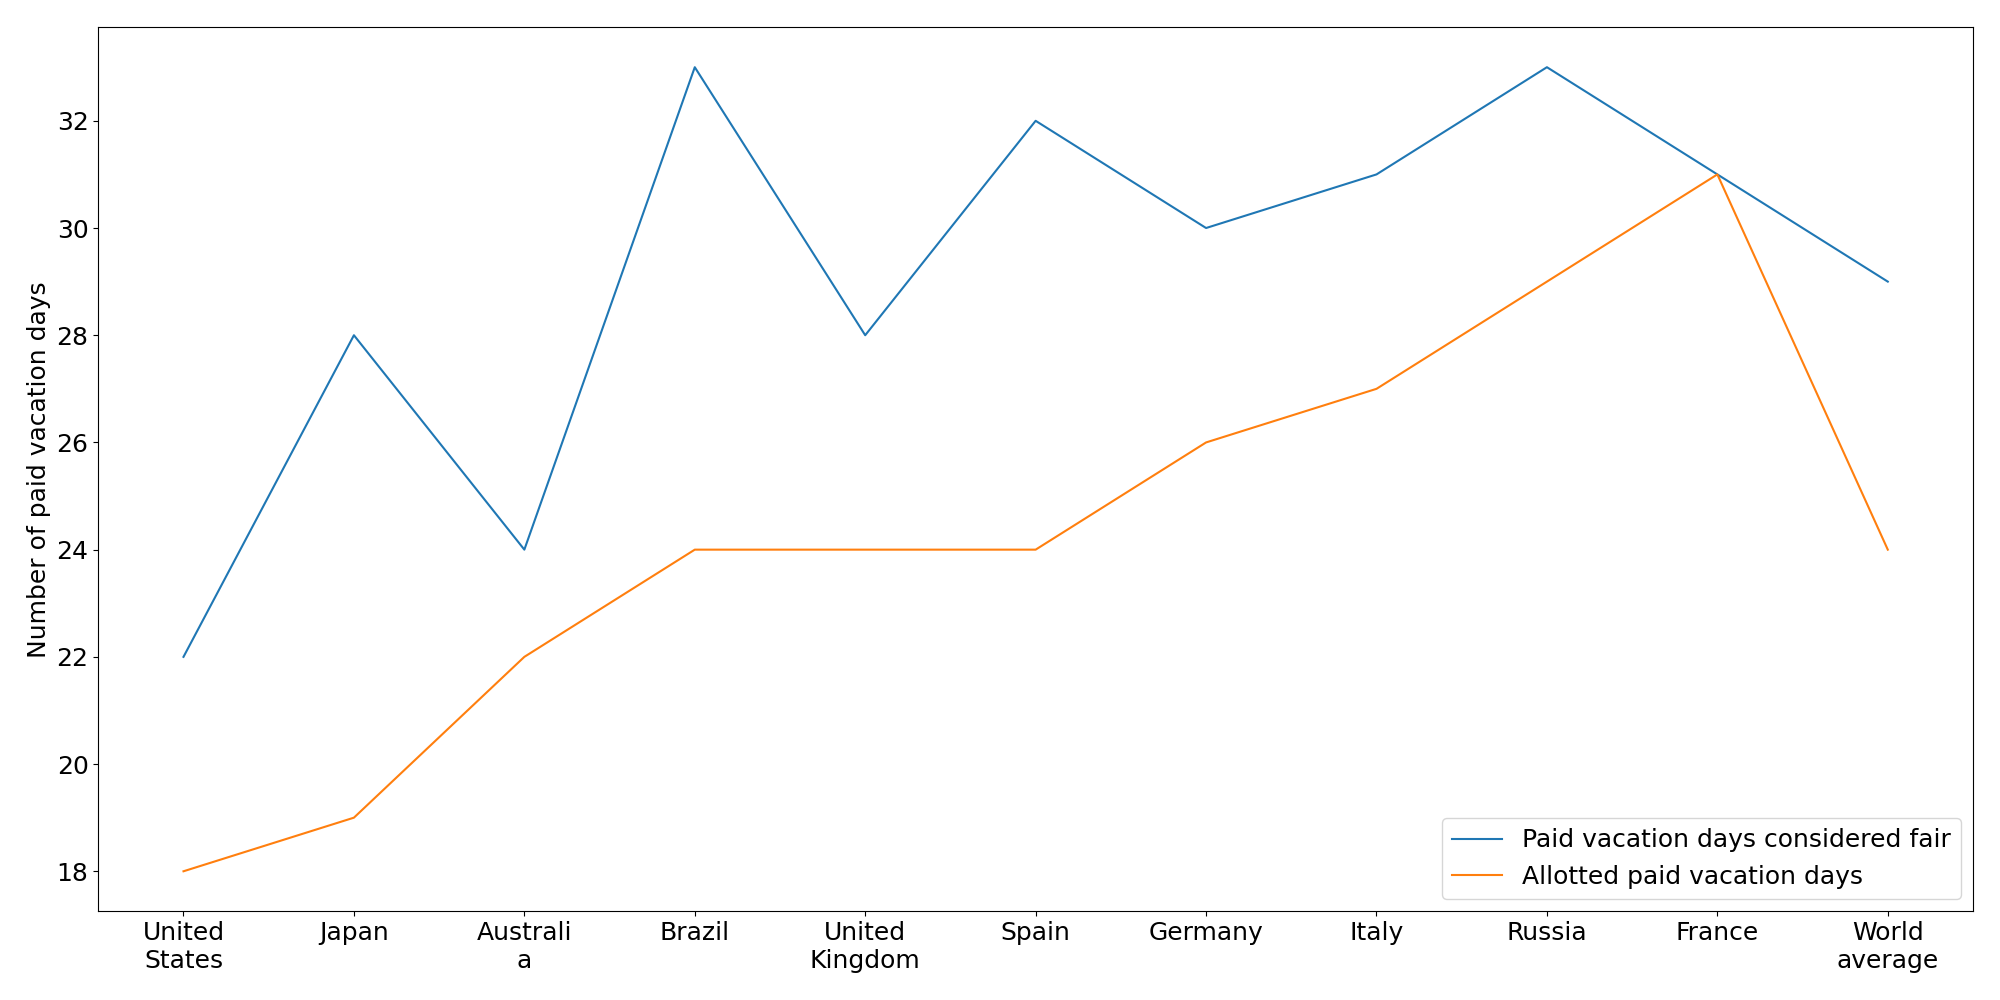 Number of paid vacation days
32
30
28
26
24
22
20
18
United
States
Japan
Australi
a
Brazil
United
Kingdom
Spain
Germany
Italy
Russia
France
World
average
Paid vacation days considered fair
Allotted paid vacation days